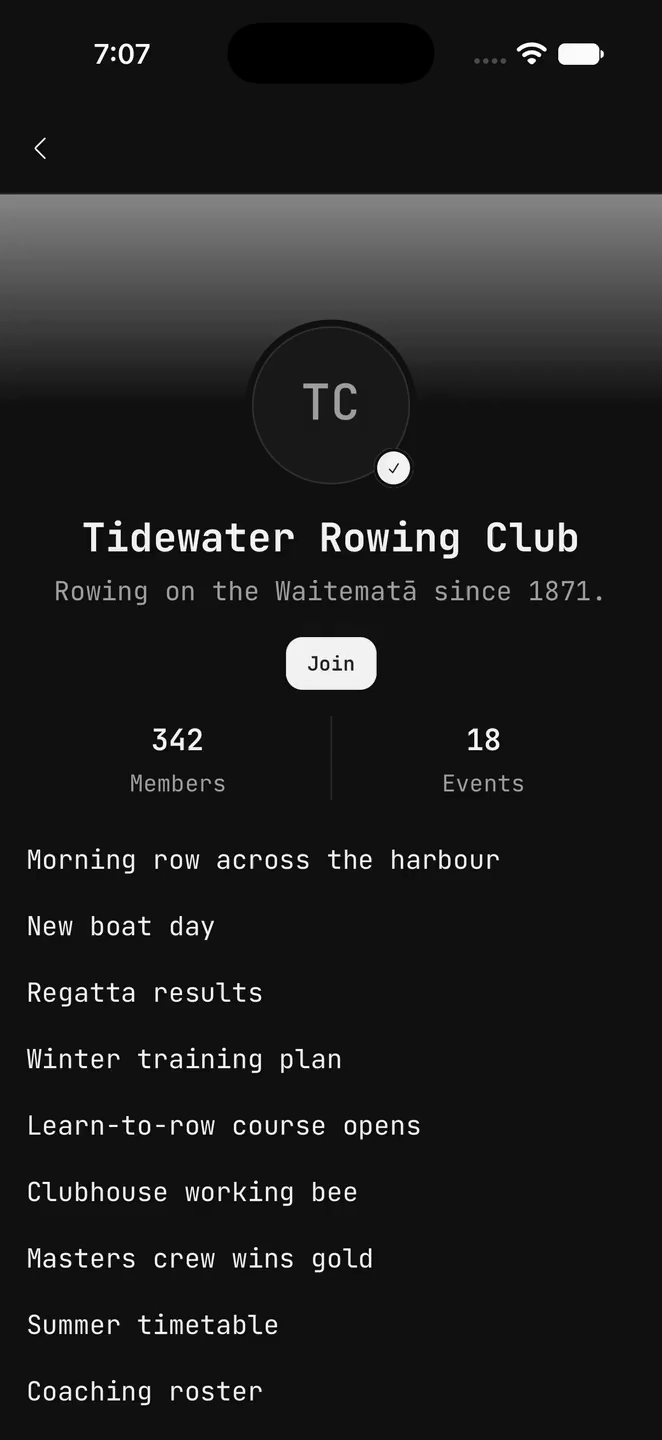 7:07
TC
Tidewater Rowing Club
Rowing on the Waitematā since 1871.
Join
342
Members
18
Events
Morning row across the harbour
New boat day
Regatta results
Winter training plan
Learn-to-row course opens
Clubhouse working bee
Masters crew wins gold
Summer timetable
Coaching roster